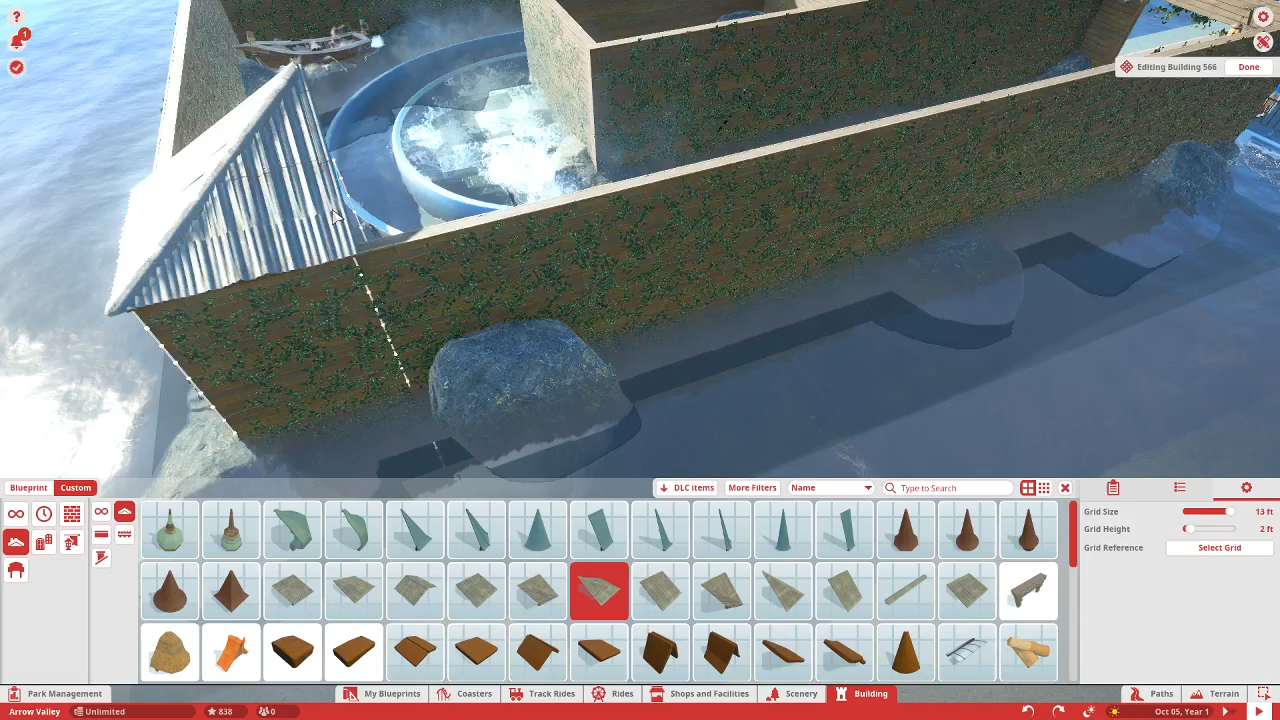 ?
1
Editing Building 566
Done
Blueprint
Custom
DLC items
More Filters
Name
Type to Search
Grid Size
13 ft
Grid Height
2 ft
Grid Reference
Select Grid
Park Management
My Blueprints
Coasters
Track Rides
Rides
Shops and Facilities
Scenery
Building
Paths
Terrain
Arrow Valley
Unlimited
838
0
Oct 05, Year 1